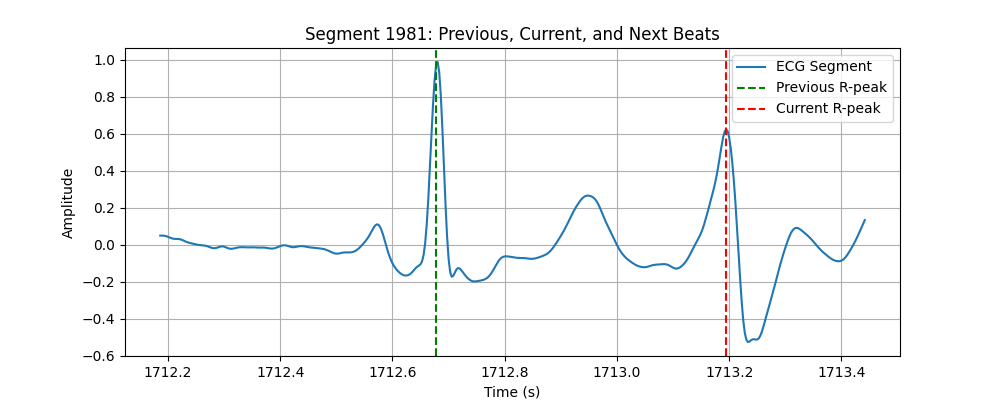 Segment 1981: Previous, Current, and Next Beats
ECG Segment
Previous R-peak
Current R-peak
Amplitude
1.0
0.8
0.6
0.4
0.2
0.0
−0.2
−0.4
−0.6
1712.2 1712.4 1712.6 1712.8 1713.0 1713.2 1713.4
Time (s)